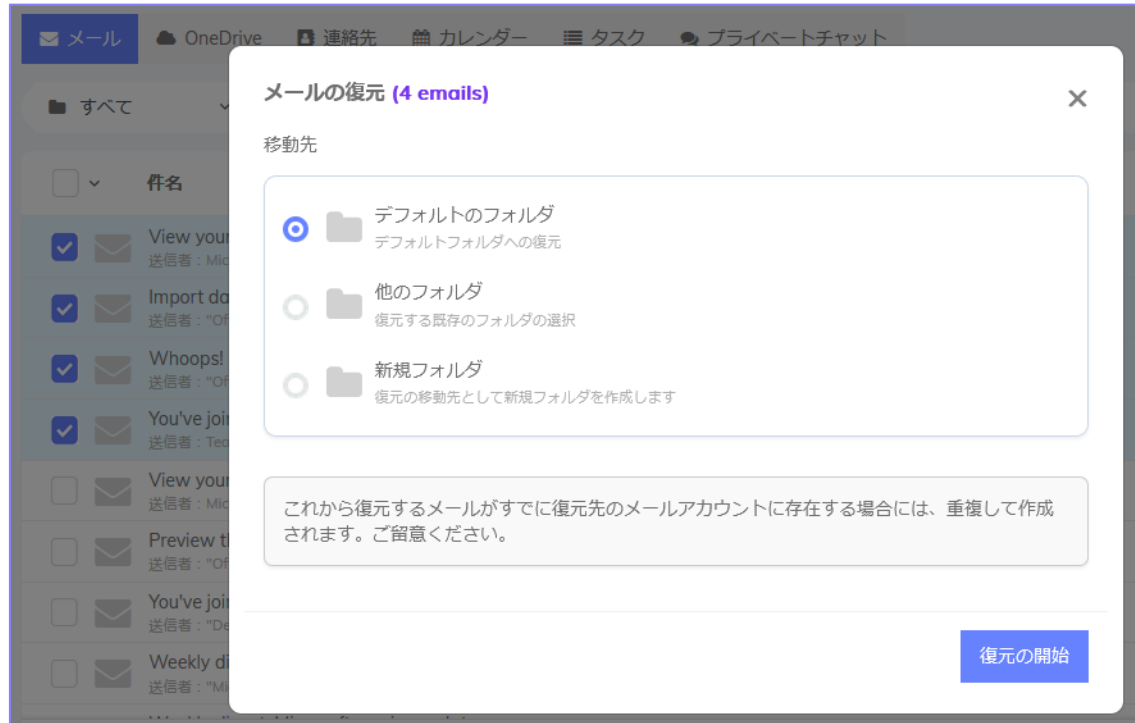 メール OneDrive 連絡先 カレンダー タスク プライベートチャット
すべて
メールの復元 (4 emails)
移動先
デフォルトのフォルダ
デフォルトフォルダへの復元
他のフォルダ
復元する既存のフォルダの選択
新規フォルダ
復元の移動先として新規フォルダを作成します
これから復元するメールがすでに復元先のメールアカウントに存在する場合には、重複して作成
されます。ご留意ください。
復元の開始
件名
View your
送信者 : Mic
Import da
送信者 : "Of
Whoops!
送信者 : "Of
You've joi
送信者 : Tea
View your
送信者 : Mic
Preview t
送信者 : "Of
You've joi
送信者 : "De
Weekly di
送信者 : "Mi